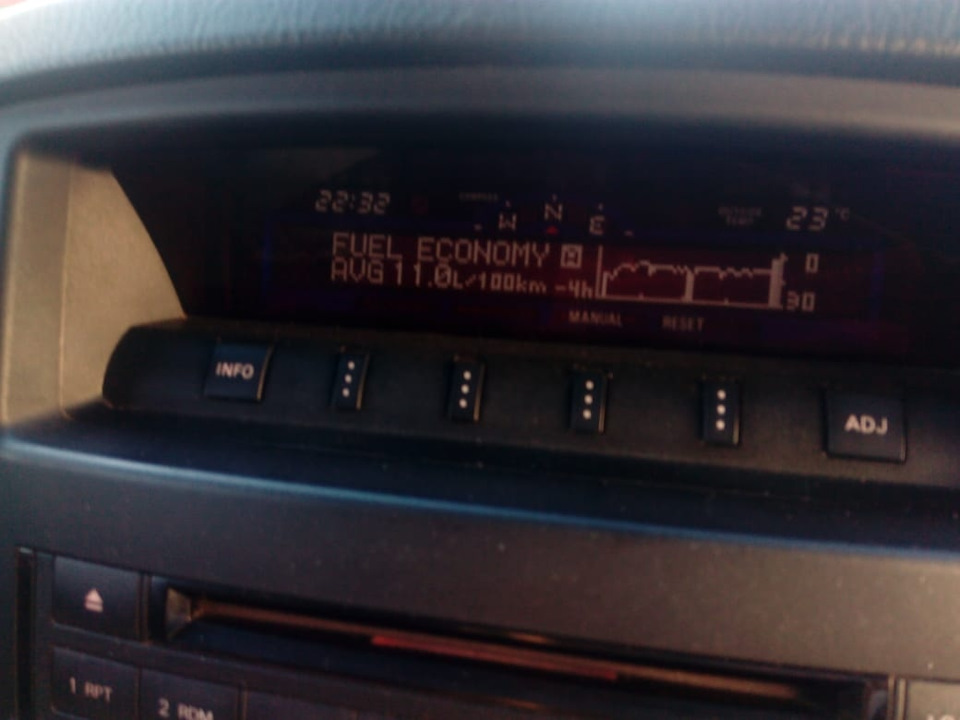 22:32
W N E
23 °C
FUEL ECONOMY A
AVG 11.0L/100km -4h
0
30
MANUAL RESET
INFO
ADJ
1 RPT
2 RDM